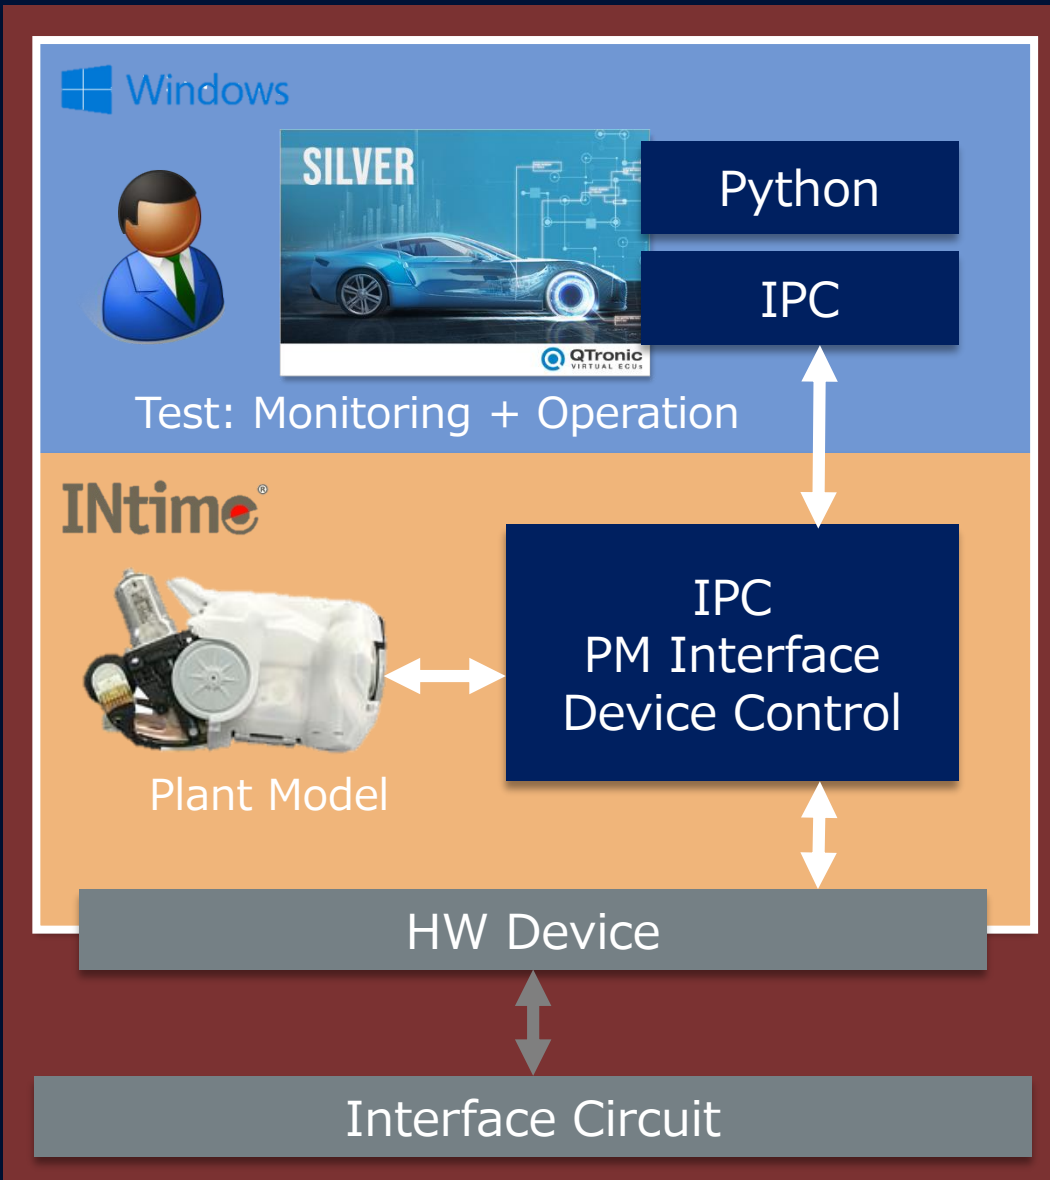 Windows
SILVER
Python
IPC
QTronic
VIRTUAL ECUs
Test: Monitoring + Operation
INtime®
IPC
PM Interface
Device Control
Plant Model
HW Device
Interface Circuit